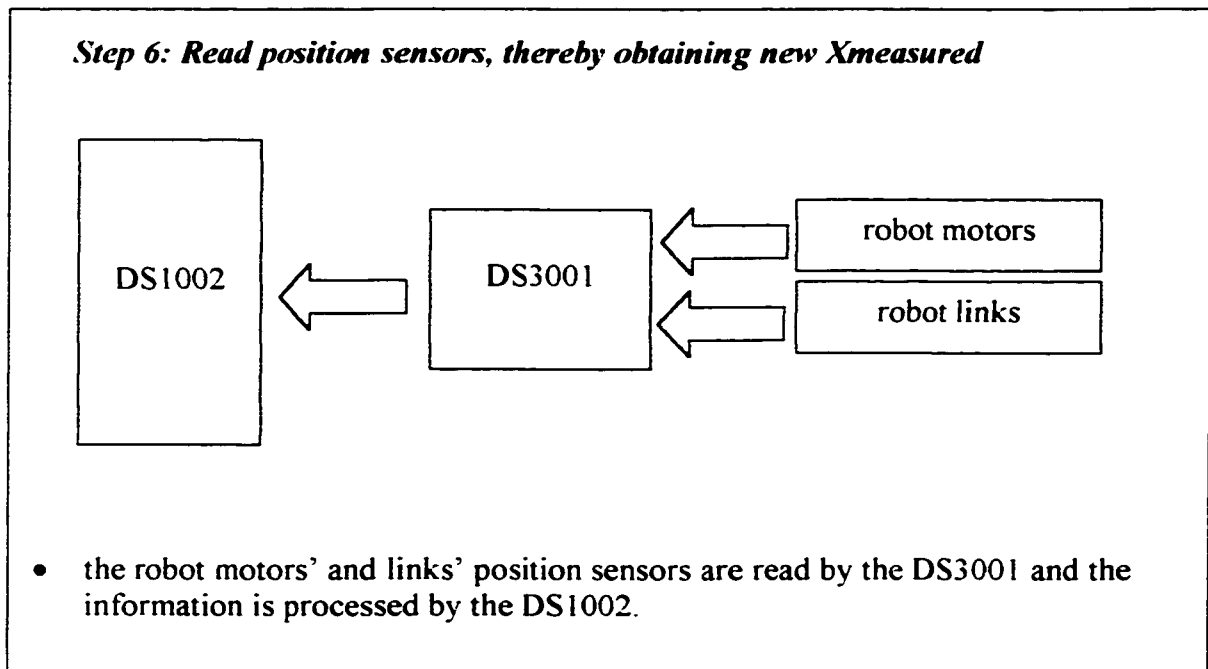 Step 6: Read position sensors, thereby obtaining new Xmeasured
robot motors
DS1002
DS3001
robot links
• the robot motors' and links' position sensors are read by the DS3001 and the
information is processed by the DS1002.